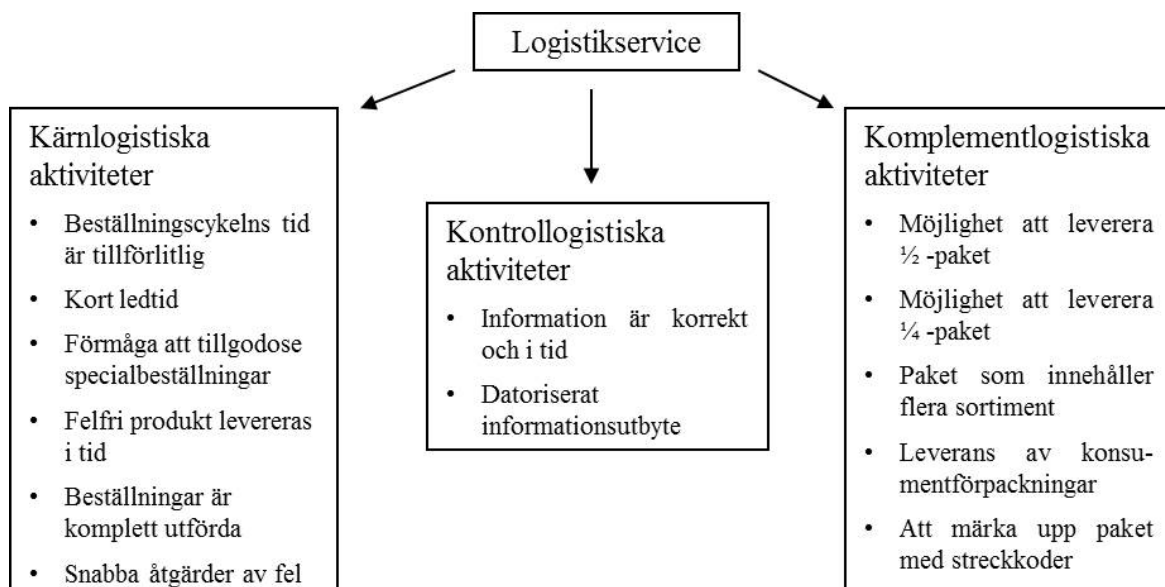 Logistikservice
Kärnlogistiska
aktiviteter
• Beställningscykelns tid
är tillförlitlig
• Kort ledtid
• Förmåga att tillgodose
specialbeställningar
• Felfri produkt levereras
i tid
• Beställningar är
komplett utförda
• Snabba åtgärder av fel
Kontrollogistiska
aktiviteter
• Information är korrekt
och i tid
• Datoriserat
informationsutbyte
Komplementlogistiska
aktiviteter
• Möjlighet att leverera
½ -paket
• Möjlighet att leverera
¼ -paket
• Paket som innehåller
flera sortiment
• Leverans av konsu-
mentförpackningar
• Att märka upp paket
med streckkoder